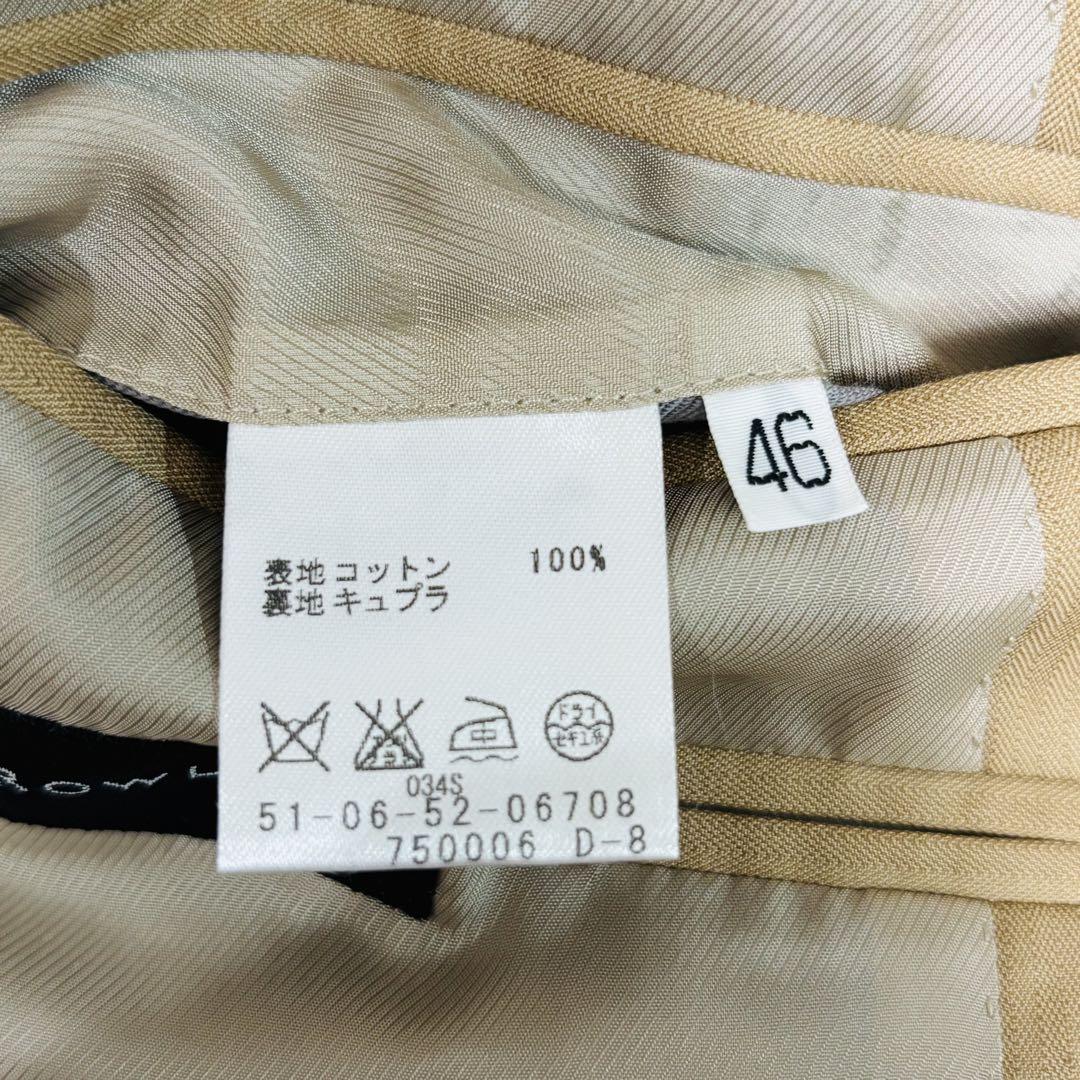 46
表地 コットン 100%
裏地 キュプラ
中
ドライ
セキユ系
034S
51-06-52-06708
750006 D-8